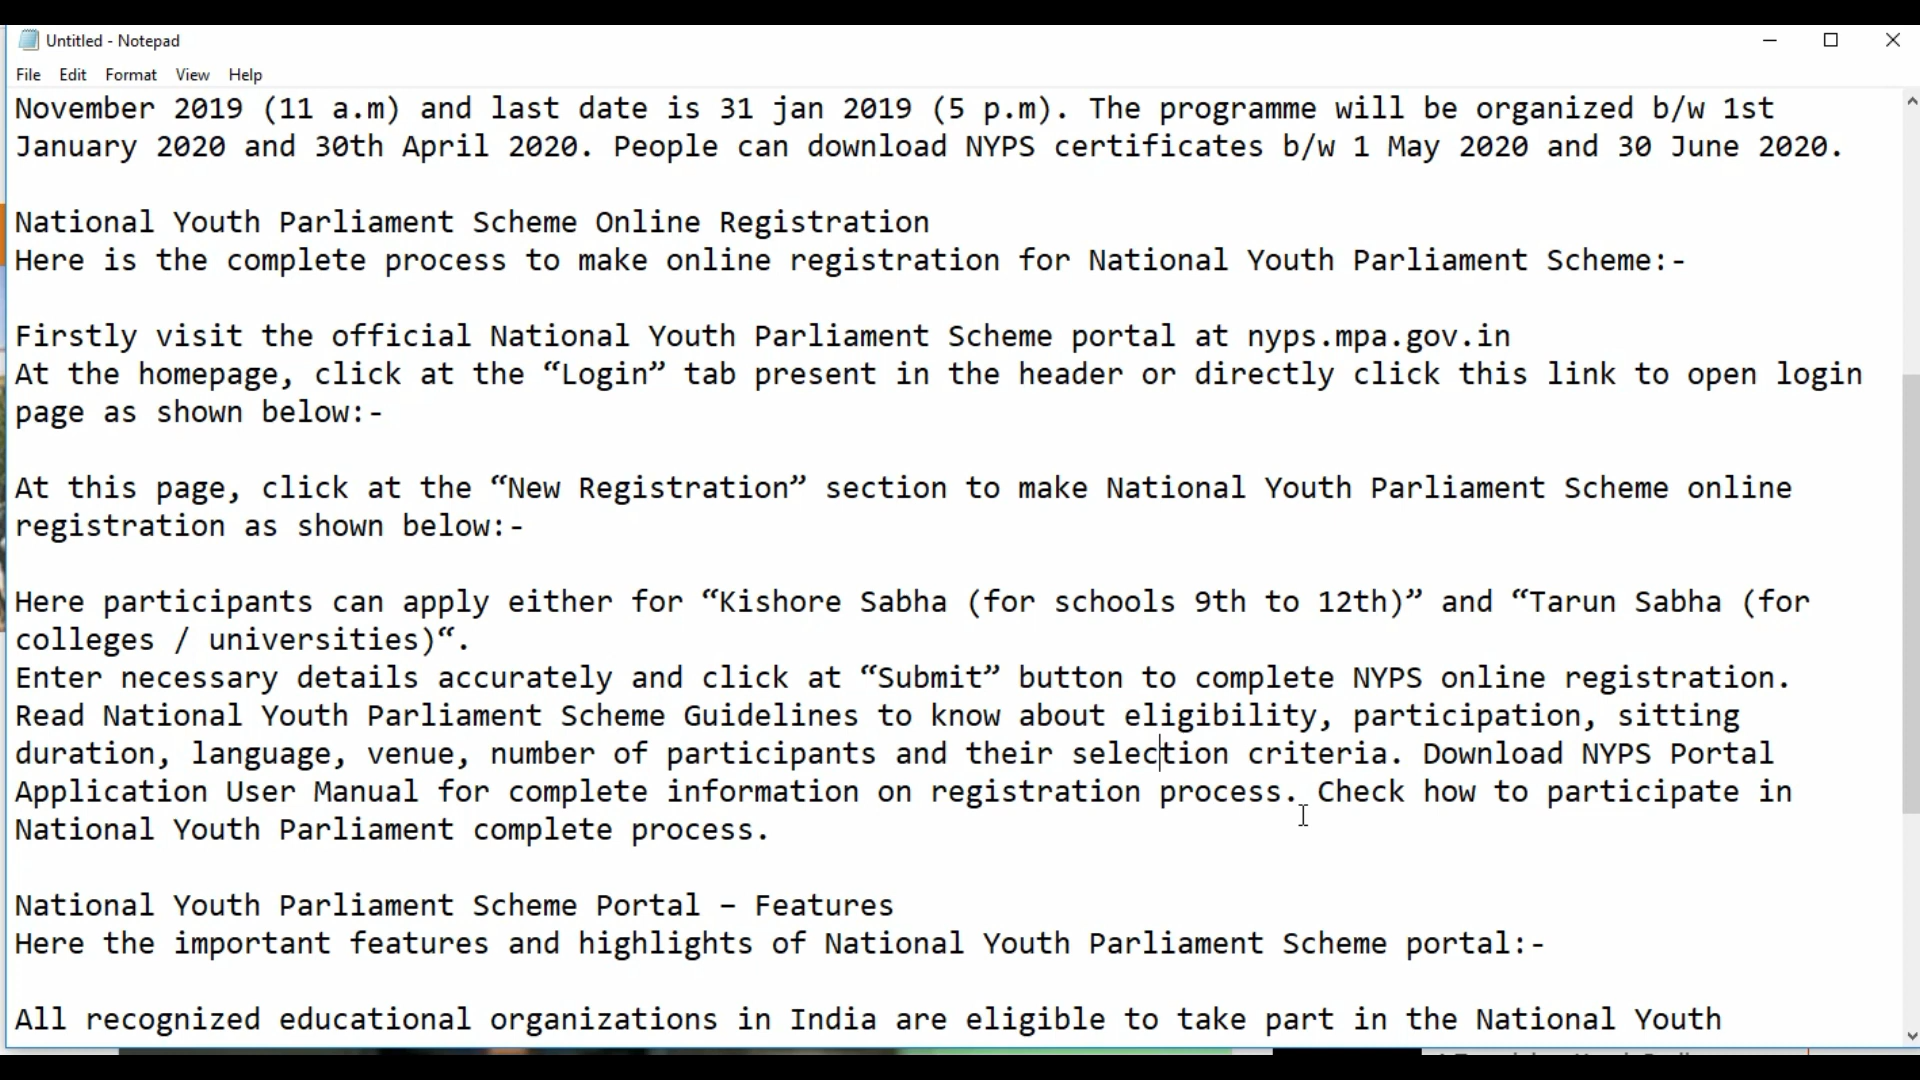 Untitled - Notepad
File Edit Format View Help
November 2019 (11 a.m) and last date is 31 jan 2019 (5 p.m). The programme will be organized b/w 1st
January 2020 and 30th April 2020. People can download NYPS certificates b/w 1 May 2020 and 30 June 2020.
National Youth Parliament Scheme Online Registration
Here is the complete process to make online registration for National Youth Parliament Scheme:-
Firstly visit the official National Youth Parliament Scheme portal at nyps.mpa.gov.in
At the homepage, click at the “Login” tab present in the header or directly click this link to open login
page as shown below:-
At this page, click at the “New Registration” section to make National Youth Parliament Scheme online
registration as shown below:-
Here participants can apply either for “Kishore Sabha (for schools 9th to 12th)” and “Tarun Sabha (for
colleges / universities)“.
Enter necessary details accurately and click at “Submit” button to complete NYPS online registration.
Read National Youth Parliament Scheme Guidelines to know about eligibility, participation, sitting
duration, language, venue, number of participants and their selection criteria. Download NYPS Portal
Application User Manual for complete information on registration process. Check how to participate in
National Youth Parliament complete process.
National Youth Parliament Scheme Portal – Features
Here the important features and highlights of National Youth Parliament Scheme portal:-
All recognized educational organizations in India are eligible to take part in the National Youth